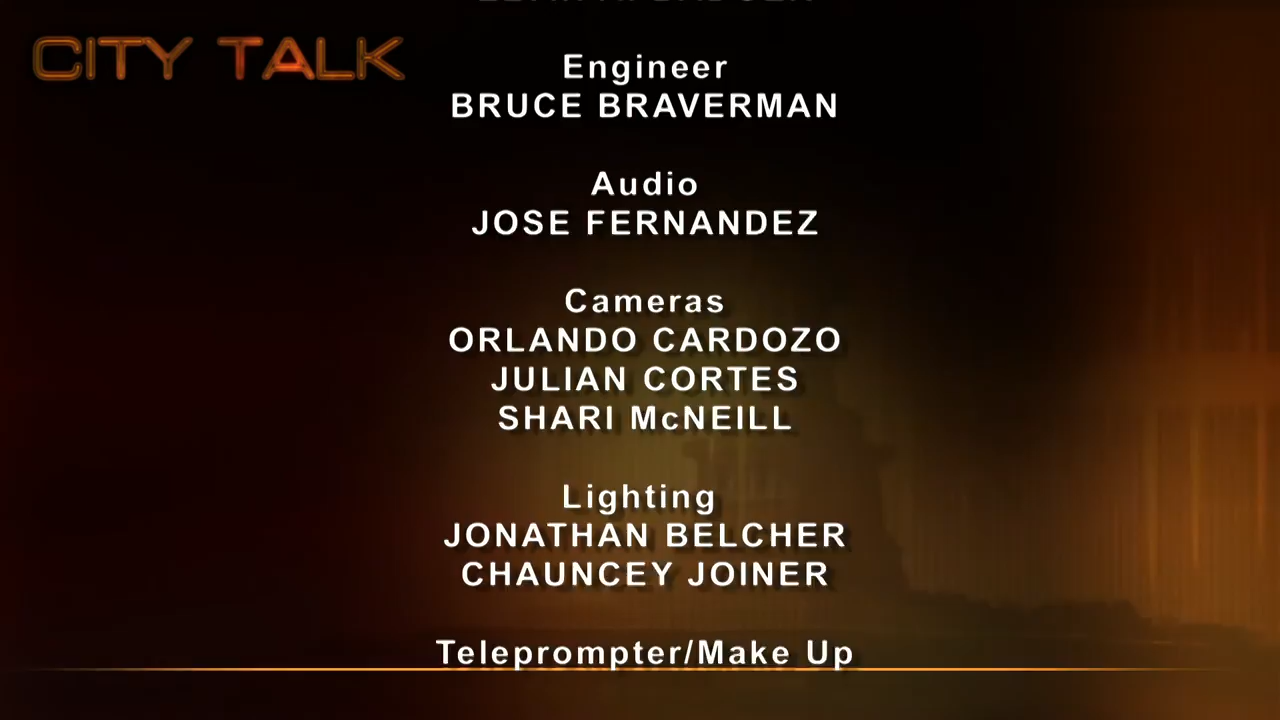 CITY TALK
Engineer
BRUCE BRAVERMAN
Audio
JOSE FERNANDEZ
Cameras
ORLANDO CARDOZO
JULIAN CORTES
SHARI McNEILL
Lighting
JONATHAN BELCHER
CHAUNCEY JOINER
Teleprompter/Make Up